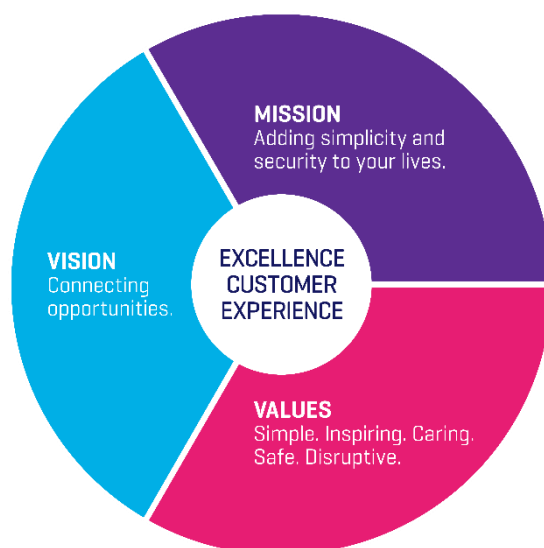 MISSION
Adding simplicity and
security to your lives.
VISION
Connecting
opportunities.
EXCELLENCE
CUSTOMER
EXPERIENCE
VALUES
Simple. Inspiring. Caring.
Safe. Disruptive.